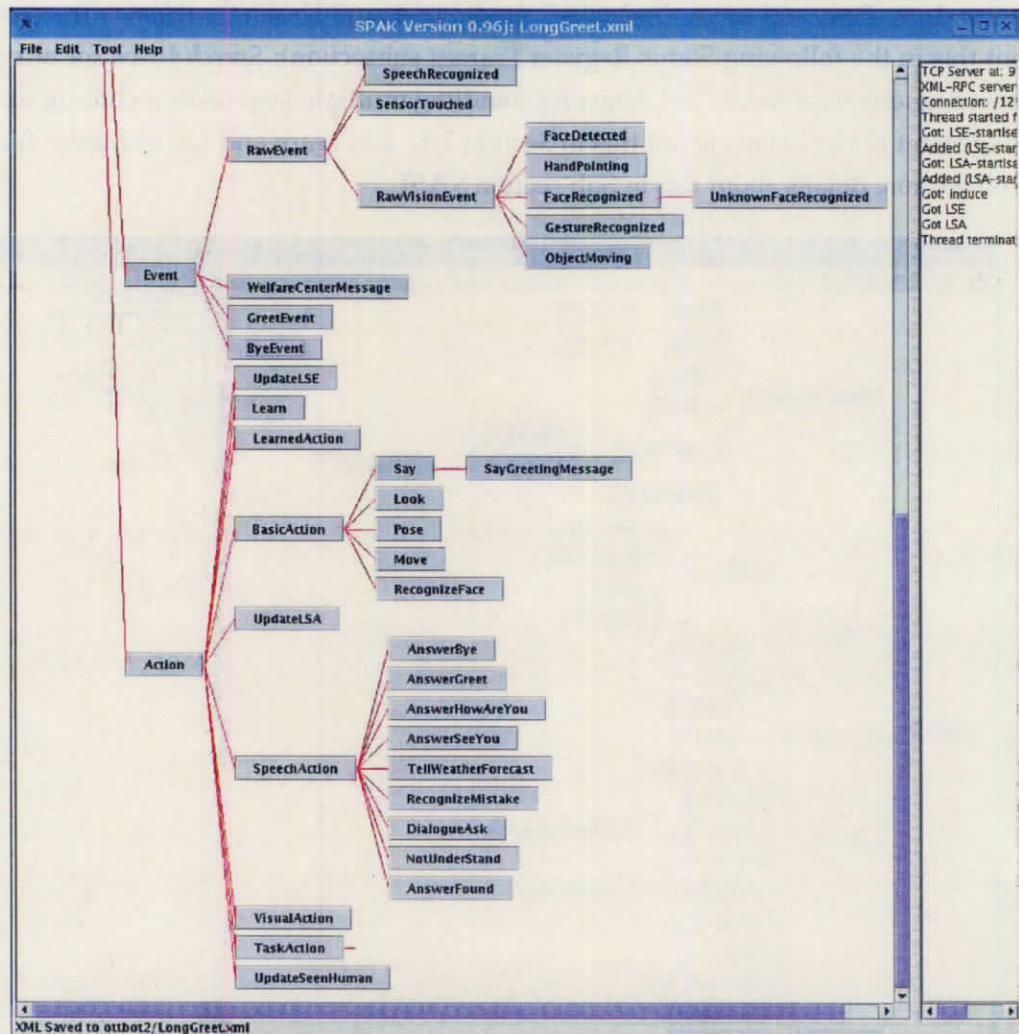 SPAK Version 0.96j: LongGreet.xml
File Edit Tool Help
SpeechRecognized
SensorTouched
RawEvent
FaceDetected
HandPointing
RawVisionEvent
FaceRecognized
UnknownFaceRecognized
GestureRecognized
ObjectMoving
Event
WelfareCenterMessage
GreetEvent
ByeEvent
UpdateLSE
Learn
LearnedAction
Say
SayGreetingMessage
Look
BasicAction
Pose
Move
RecognizeFace
UpdateLSA
Action
AnswerBye
AnswerGreet
AnswerHowAreYou
AnswerSeeYou
SpeechAction
TellWeatherForecast
RecognizeMistake
DialogueAsk
NotUnderStand
AnswerFound
VisualAction
TaskAction
UpdateSeenHuman
TCP Server at: 9
XML-RPC server
Connection: /12
Thread started f
Got: LSE-startise
Added (LSE-star
Got: LSA-startisa
Added (LSA-star
Got: induce
Got LSE
Got LSA
Thread terminat
XML Saved to ottbot2/LongGreet.xml